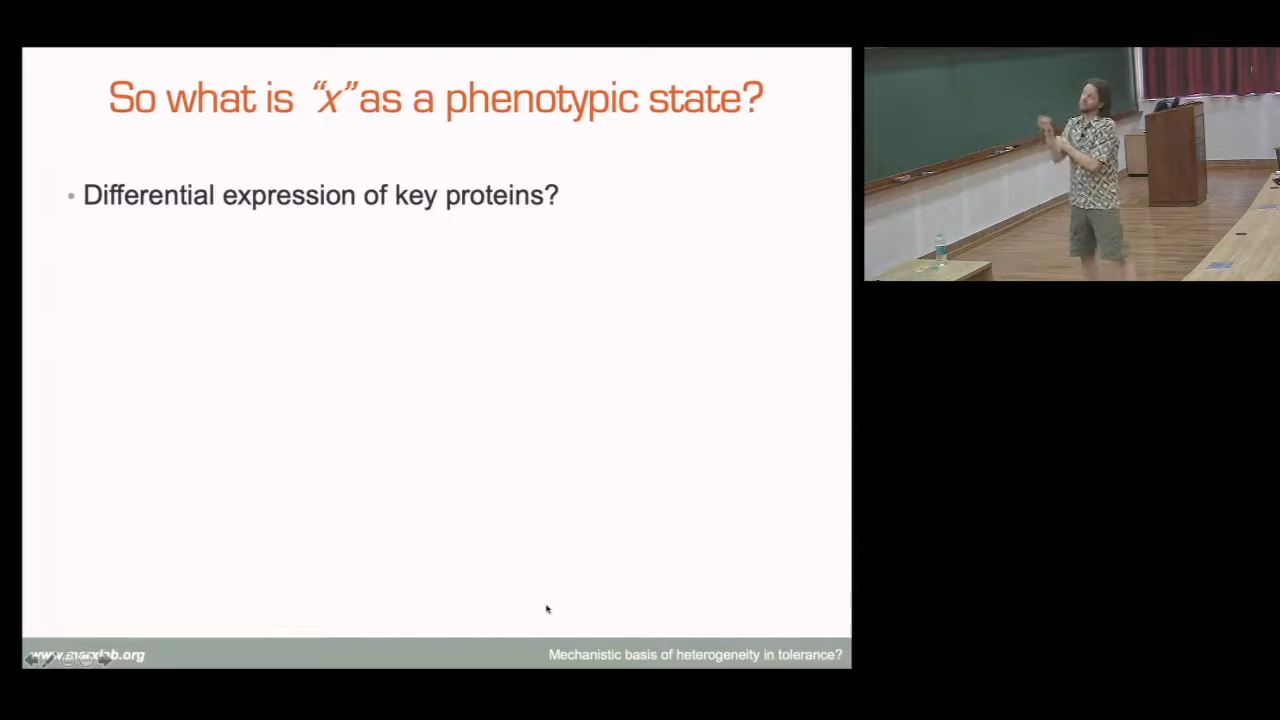 So what is “x” as a phenotypic state?
• Differential expression of key proteins?
www.marxlab.org
Mechanistic basis of heterogeneity in tolerance?